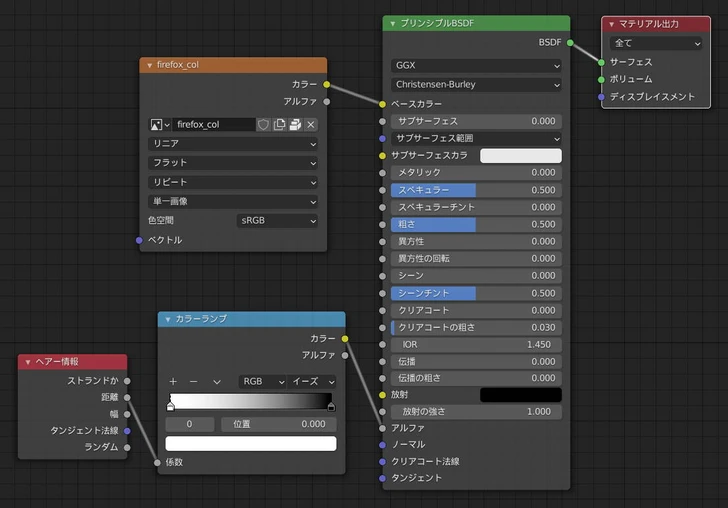 プリンシプルBSDF
BSDF
GGX
Christensen-Burley
ベースカラー
サブサーフェス 0.000
サブサーフェス範囲
サブサーフェスカラ
メタリック 0.000
スペキュラー 0.500
スペキュラーチント 0.000
粗さ 0.500
異方性 0.000
異方性の回転 0.000
シーン 0.000
シーンチント 0.500
クリアコート 0.000
クリアコートの粗さ 0.030
IOR 1.450
伝播 0.000
伝播の粗さ 0.000
放射
放射の強さ 1.000
アルファ
ノーマル
クリアコート法線
タンジェント
マテリアル出力
全て
サーフェス
ボリューム
ディスプレイスメント
firefox_col
カラー
アルファ
firefox_col
リニア
フラット
リピート
単一画像
色空間 sRGB
ベクトル
カラーランプ
カラー
アルファ
RGB イーズ
0 位置 0.000
係数
ヘアー情報
ストランドか
距離
幅
タンジェント法線
ランダム